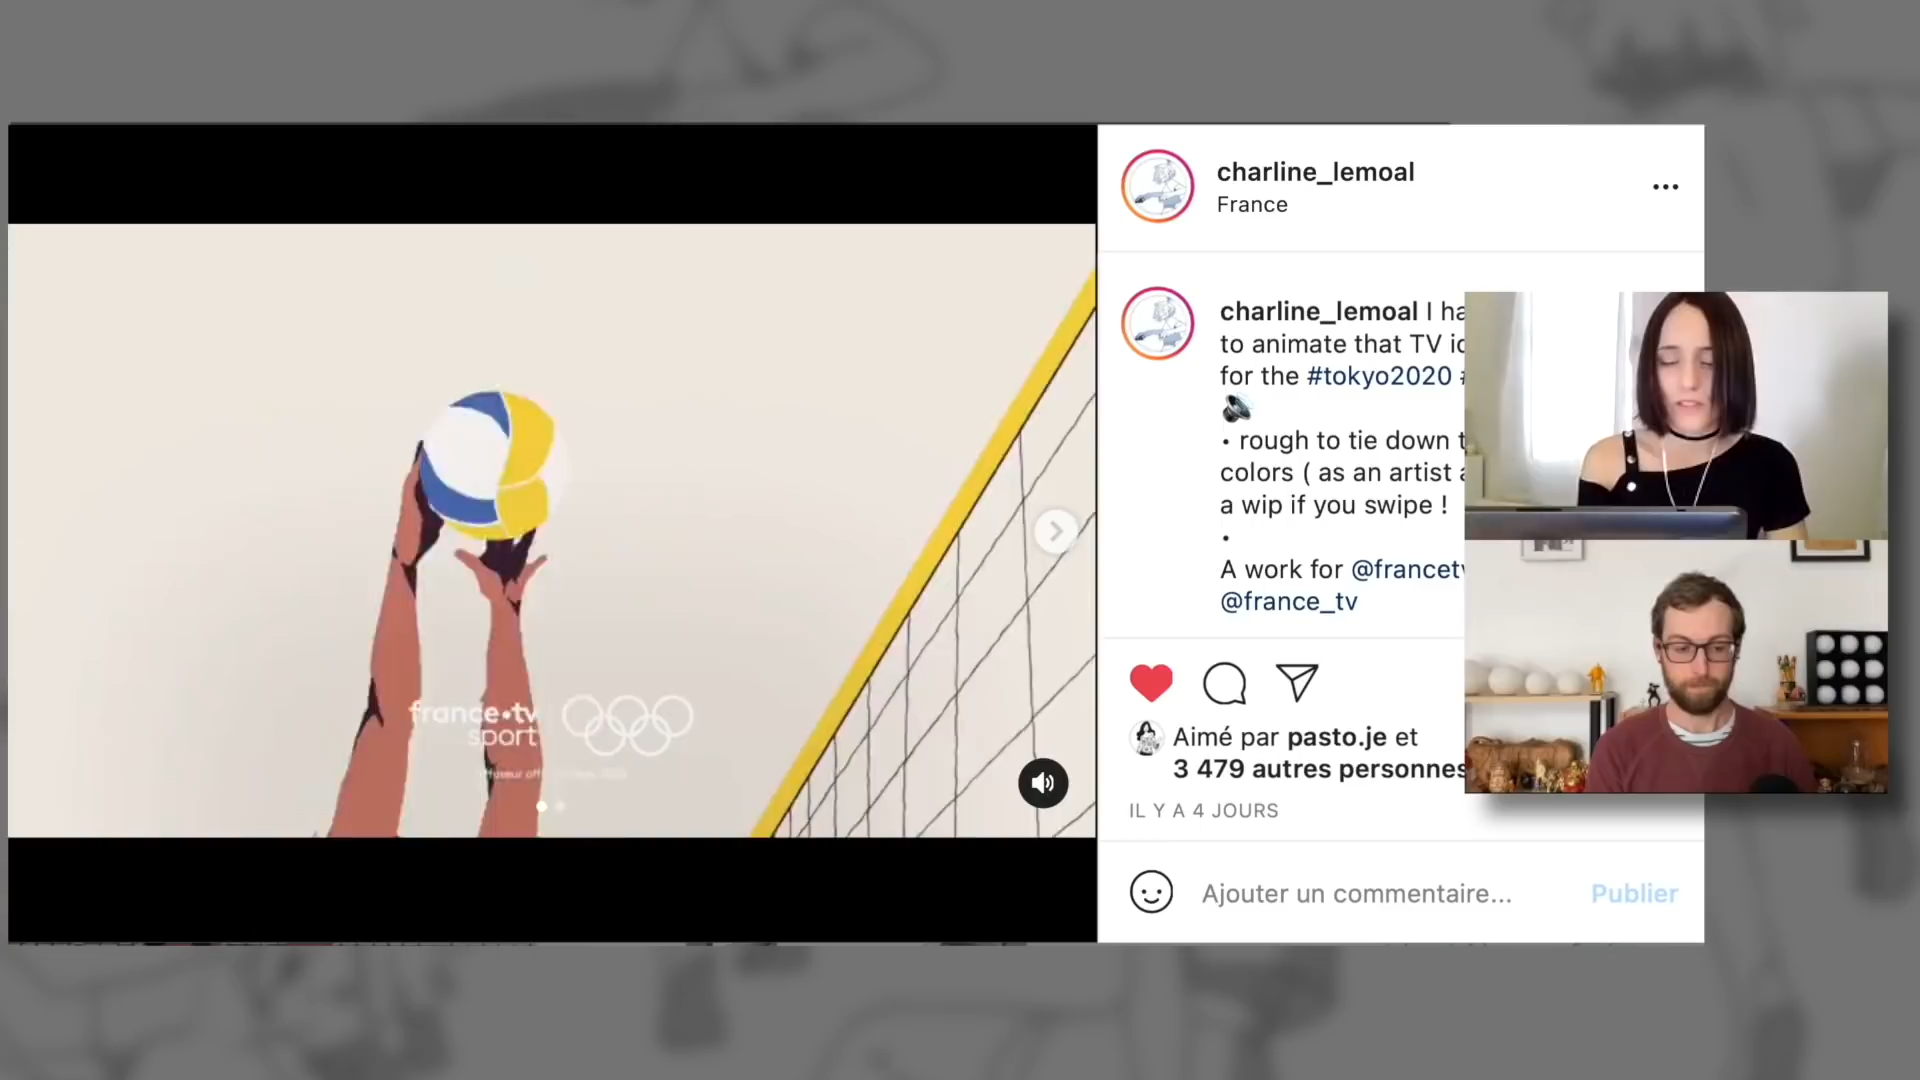 charline_lemoal
France
charline_lemoal I ha
to animate that TV
for the #tokyo2020
• rough to tie down
colors ( as an artist
a wip if you swipe !
•
A work for @francetv
@france_tv
france•tv
sport
Aimé par pasto.je et
3 479 autres personnes
IL Y A 4 JOURS
Ajouter un commentaire...
Publier